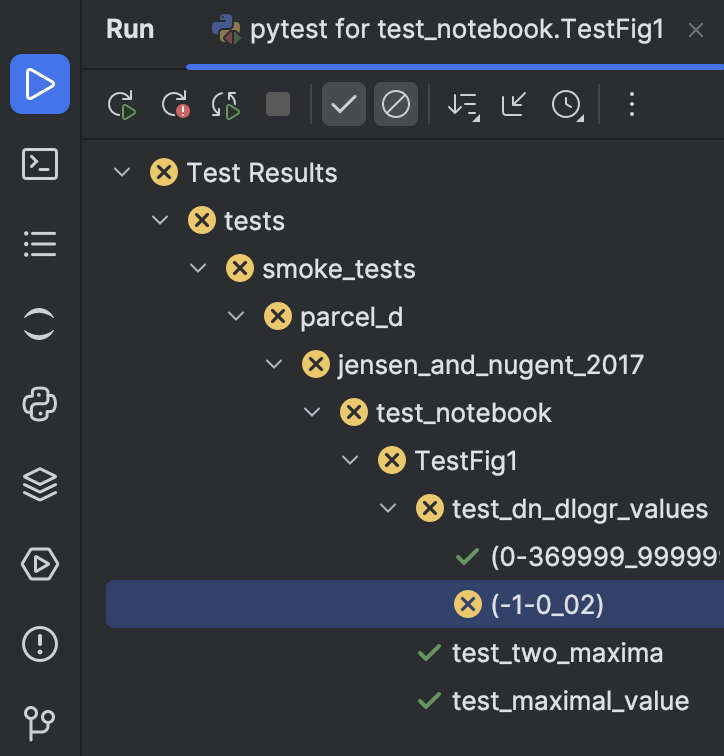 Run
pytest for test_notebook.TestFig1
Test Results
tests
smoke_tests
parcel_d
jensen_and_nugent_2017
test_notebook
TestFig1
test_dn_dlogr_values
(0-369999_99999
(-1-0_02)
test_two_maxima
test_maximal_value